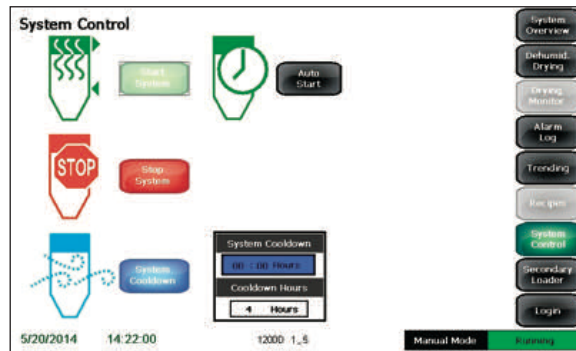 System Control
System
Overview
Dehumid.
Drying
Drying
Monitor
Alarm
Log
Trending
Recipes
System
Control
Secondary
Loader
Login
Start
System
Auto
Start
STOP
Stop
System
System
Cooldown
System Cooldown
00 : 00 Hours
Cooldown Hours
4 Hours
5/20/2014 14:22:00 1200D 1_5 Manual Mode Running